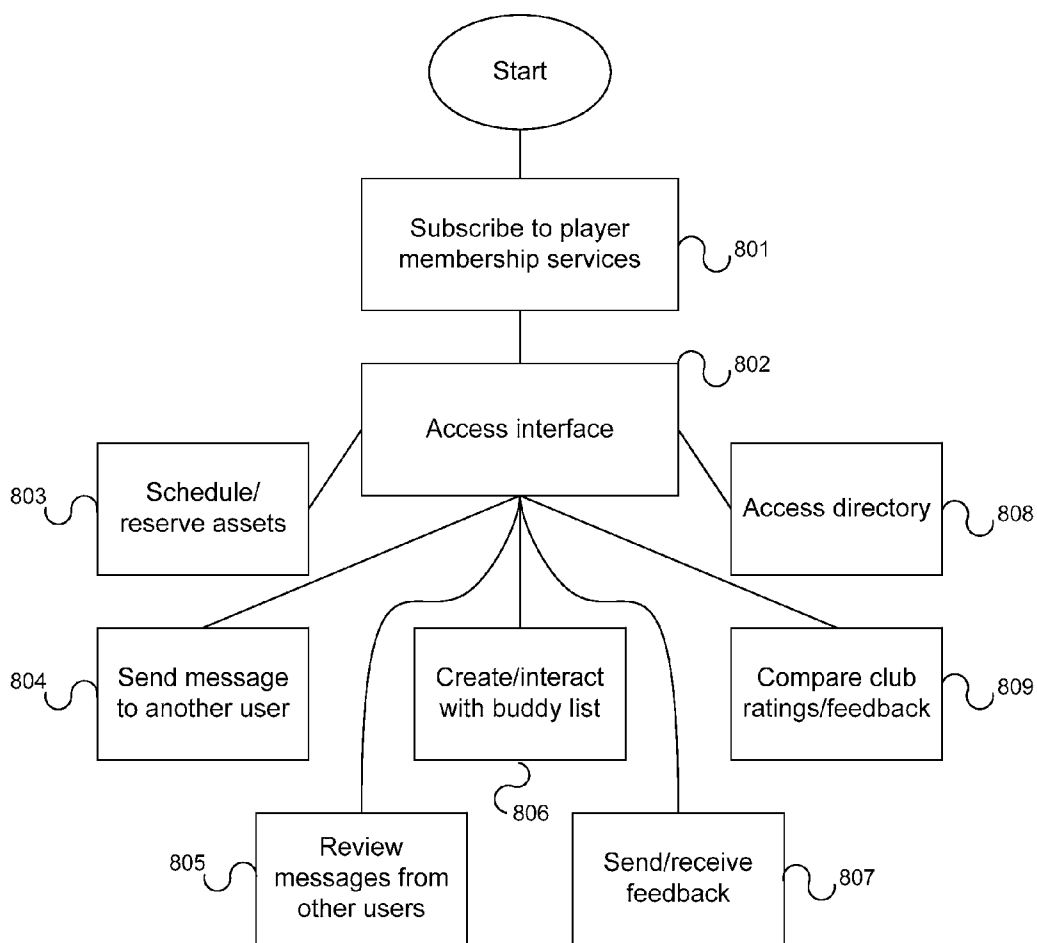 Start
Subscribe to player
membership services
801
802
Access interface
803
Schedule/
reserve assets
Access directory
808
804
Send message
to another user
Create/interact
with buddy list
806
Compare club
ratings/feedback
809
805
Review
messages from
other users
Send/receive
feedback
807